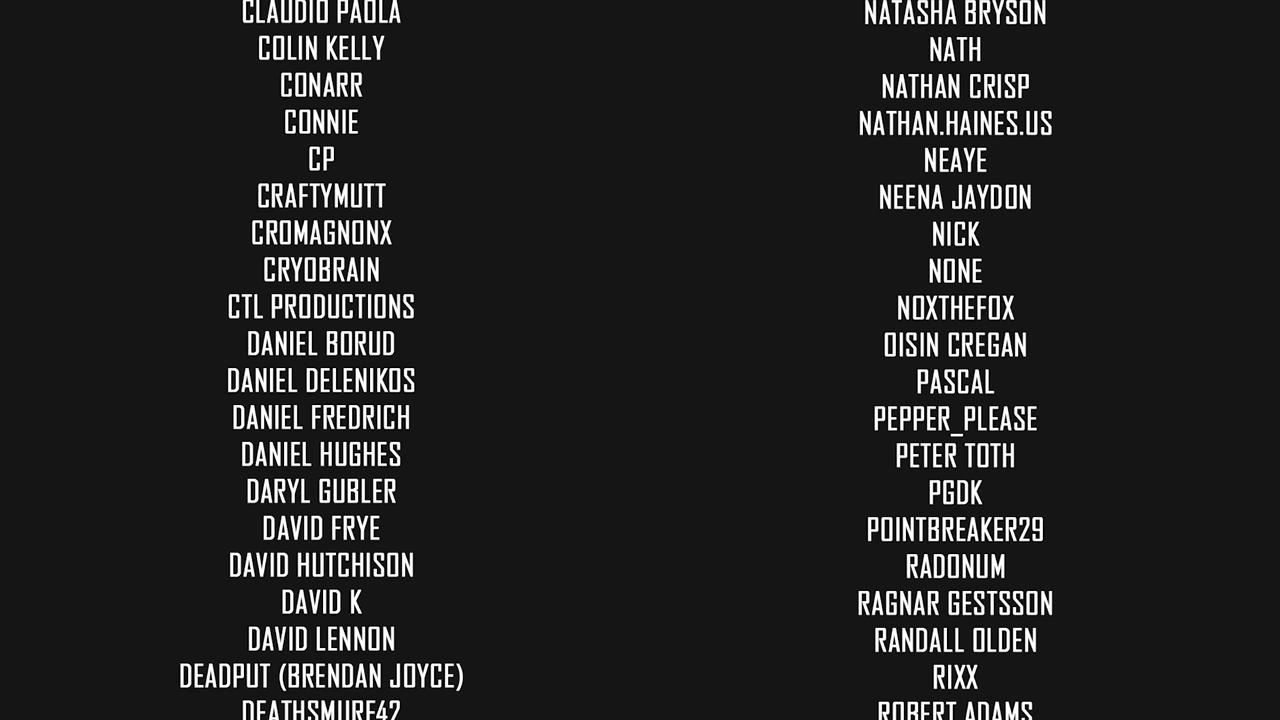 CLAUDIO PAOLA
COLIN KELLY
CONARR
CONNIE
CP
CRAFTYMUTT
CROMAGNONX
CRYOBRAIN
CTL PRODUCTIONS
DANIEL BORUD
DANIEL DELENIKOS
DANIEL FREDRICH
DANIEL HUGHES
DARYL GUBLER
DAVID FRYE
DAVID HUTCHISON
DAVID K
DAVID LENNON
DEADPUT (BRENDAN JOYCE)
DEATHSMURF42
NATASHA BRYSON
NATH
NATHAN CRISP
NATHAN.HAINES.US
NEAYE
NEENA JAYDON
NICK
NONE
NOXTHEFOX
OISIN CREGAN
PASCAL
PEPPER_PLEASE
PETER TOTH
PGDK
POINTBREAKER29
RADONUM
RAGNAR GESTSSON
RANDALL OLDEN
RIXX
ROBERT ADAMS